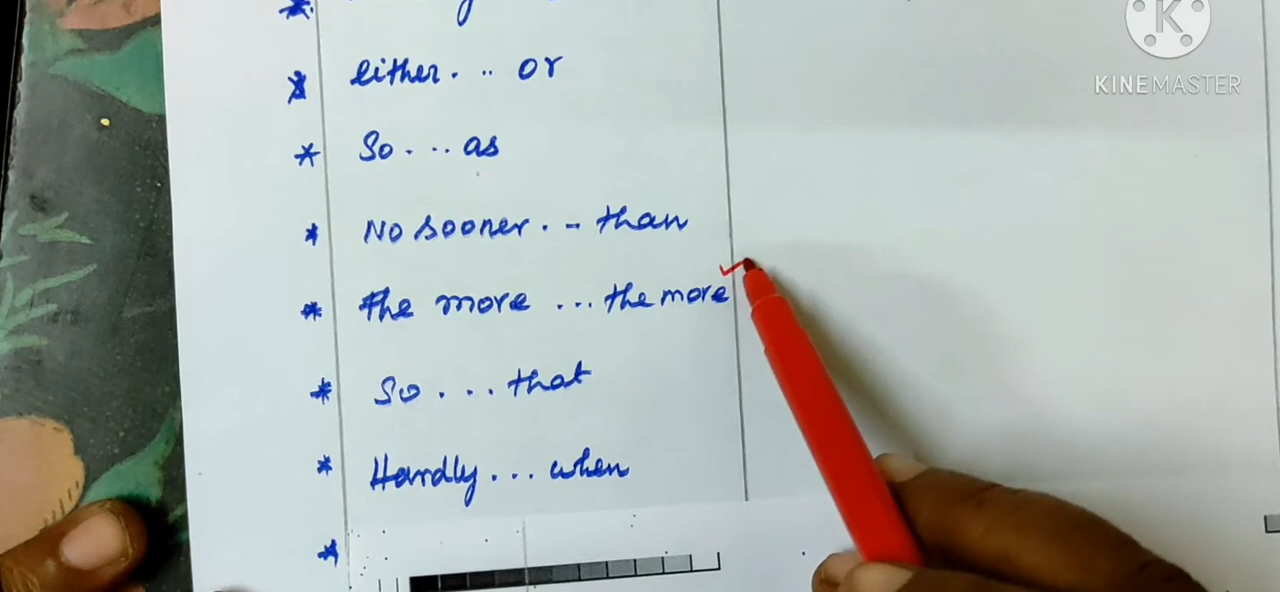 K
KINEMASTER
* either... or
* So... as
* No sooner.. than
* The more ... the more
* So... that
* Hardly... when
*